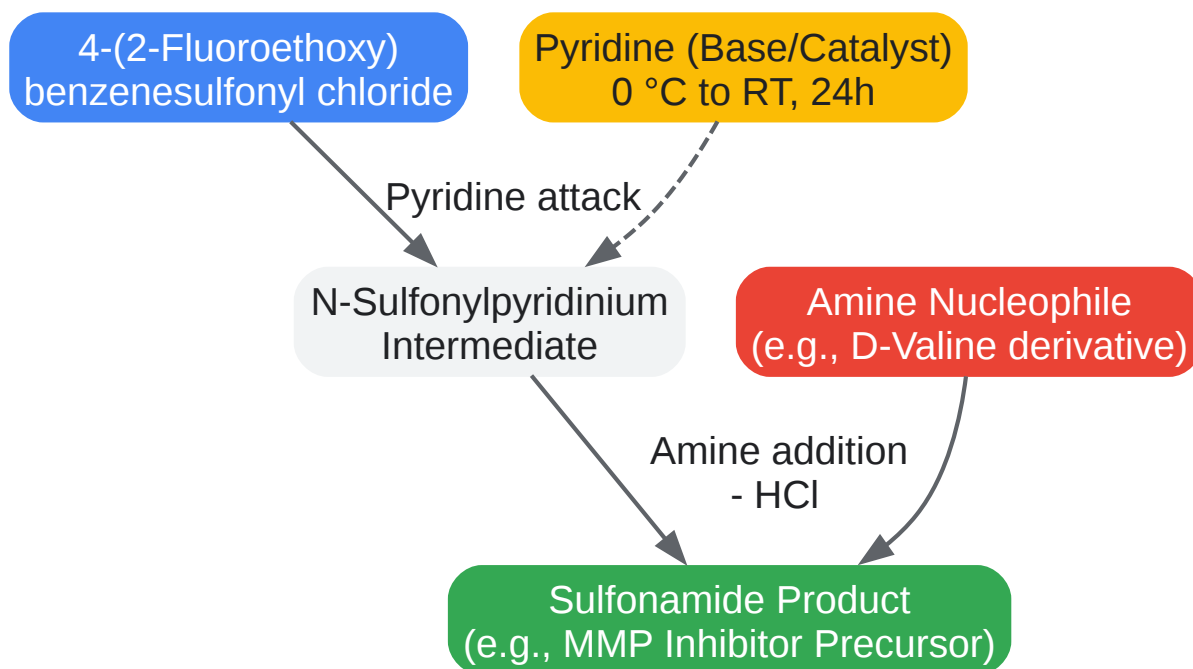 4-(2-Fluoroethoxy)
benzenesulfonyl chloride
Pyridine (Base/Catalyst)
0 °C to RT, 24h
Pyridine attack
N-Sulfonylpyridinium
Intermediate
Amine Nucleophile
(e.g., D-Valine derivative)
Amine addition
- HCl
Sulfonamide Product
(e.g., MMP Inhibitor Precursor)